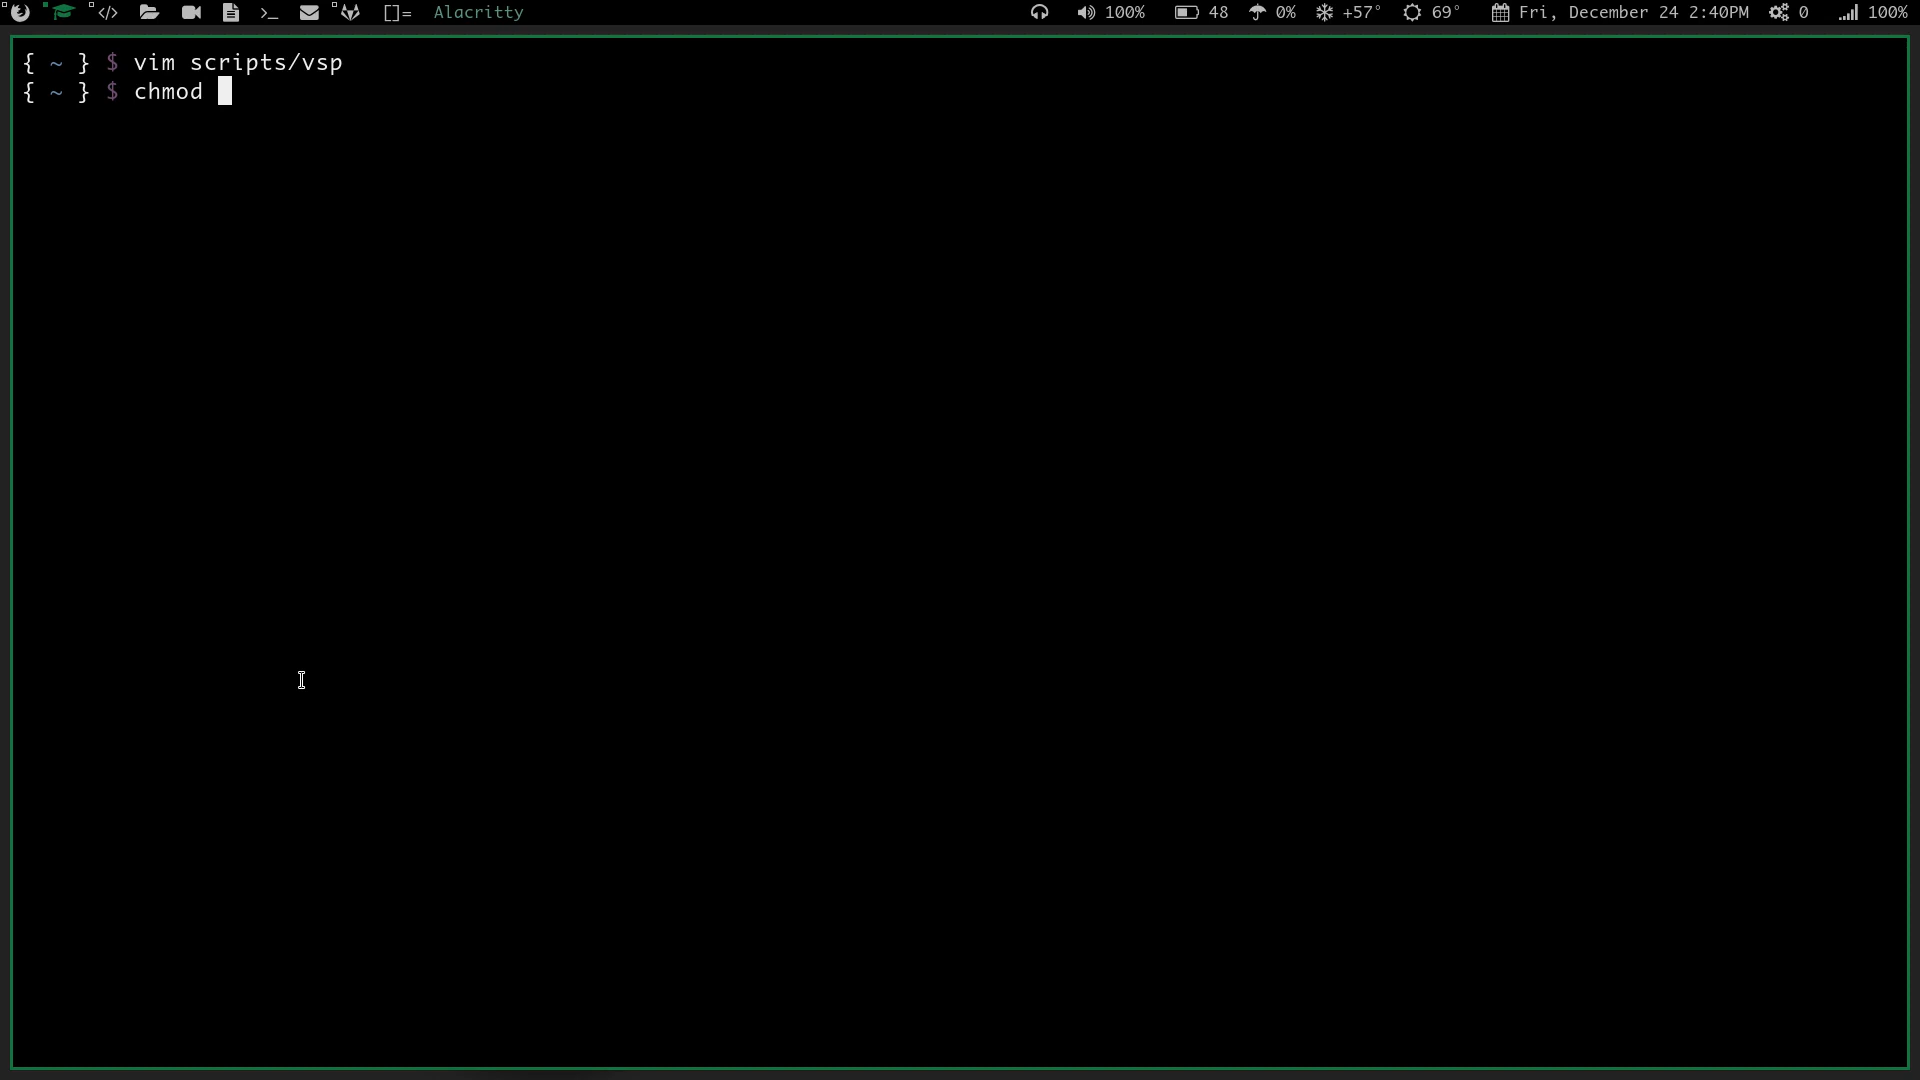 []= Alacritty 100% 48 0% +57° 69° Fri, December 24 2:40PM 0 100%
{ ~ } $ vim scripts/vsp
{ ~ } $ chmod